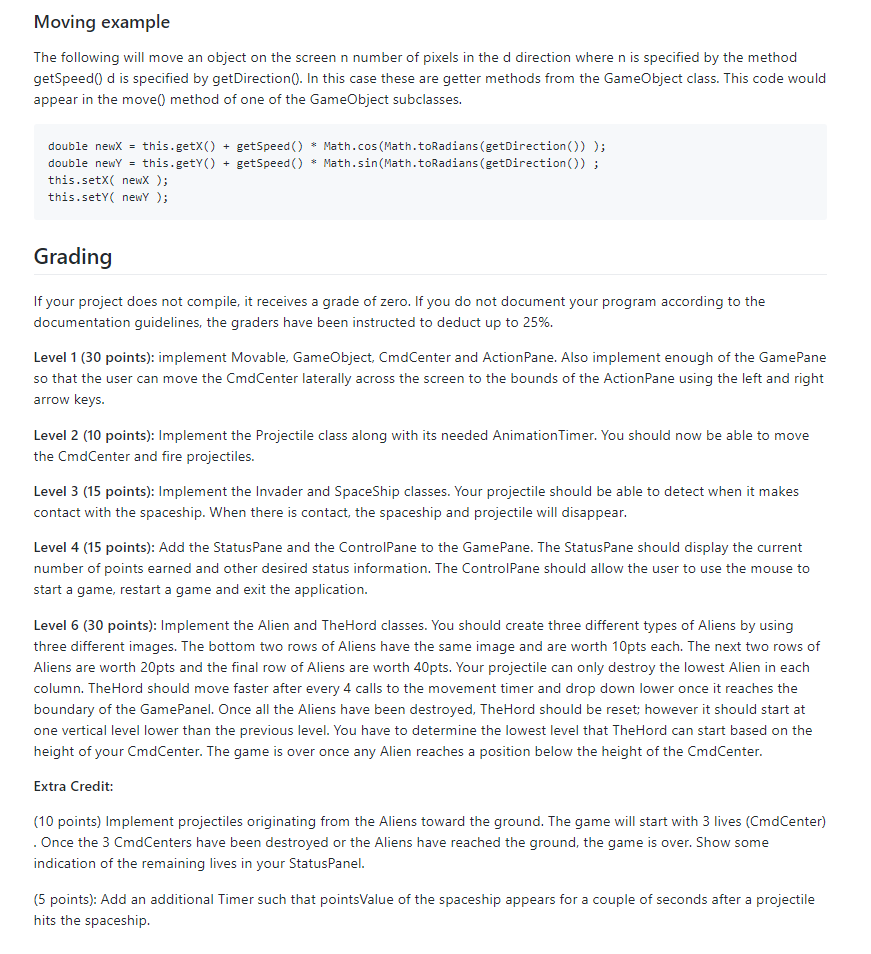 Moving example
The following will move an object on the screen n number of pixels in the d direction where n is specified by the method
getSpeed() d is specified by getDirection(). In this case these are getter methods from the GameObject class. This code would
appear in the move() method of one of the GameObject subclasses.
double newX = this.getX() + getSpeed() * Math.cos(Math.toRadians(getDirection()) );
double newY = this.getY() + getSpeed() * Math.sin(Math.toRadians(getDirection()) ;
this.setX( newX );
this.setY( newY );
Grading
If your project does not compile, it receives a grade of zero. If you do not document your program according to the
documentation guidelines, the graders have been instructed to deduct up to 25%.
Level 1 (30 points): implement Movable, GameObject, CmdCenter and ActionPane. Also implement enough of the GamePane
so that the user can move the CmdCenter laterally across the screen to the bounds of the ActionPane using the left and right
arrow keys.
Level 2 (10 points): Implement the Projectile class along with its needed AnimationTimer. You should now be able to move
the CmdCenter and fire projectiles.
Level 3 (15 points): Implement the Invader and SpaceShip classes. Your projectile should be able to detect when it makes
contact with the spaceship. When there is contact, the spaceship and projectile will disappear.
Level 4 (15 points): Add the StatusPane and the ControlPane to the GamePane. The StatusPane should display the current
number of points earned and other desired status information. The ControlPane should allow the user to use the mouse to
start a game, restart a game and exit the application.
Level 6 (30 points): Implement the Alien and TheHord classes. You should create three different types of Aliens by using
three different images. The bottom two rows of Aliens have the same image and are worth 10pts each. The next two rows of
Aliens are worth 20pts and the final row of Aliens are worth 40pts. Your projectile can only destroy the lowest Alien in each
column. TheHord should move faster after every 4 calls to the movement timer and drop down lower once it reaches the
boundary of the GamePanel. Once all the Aliens have been destroyed, TheHord should be reset; however it should start at
one vertical level lower than the previous level. You have to determine the lowest level that TheHord can start based on the
height of your CmdCenter. The game is over once any Alien reaches a position below the height of the CmdCenter.
Extra Credit:
(10 points) Implement projectiles originating from the Aliens toward the ground. The game will start with 3 lives (CmdCenter)
. Once the 3 CmdCenters have been destroyed or the Aliens have reached the ground, the game is over. Show some
indication of the remaining lives in your StatusPanel.
(5 points): Add an additional Timer such that pointsValue of the spaceship appears for a couple of seconds after a projectile
hits the spaceship.